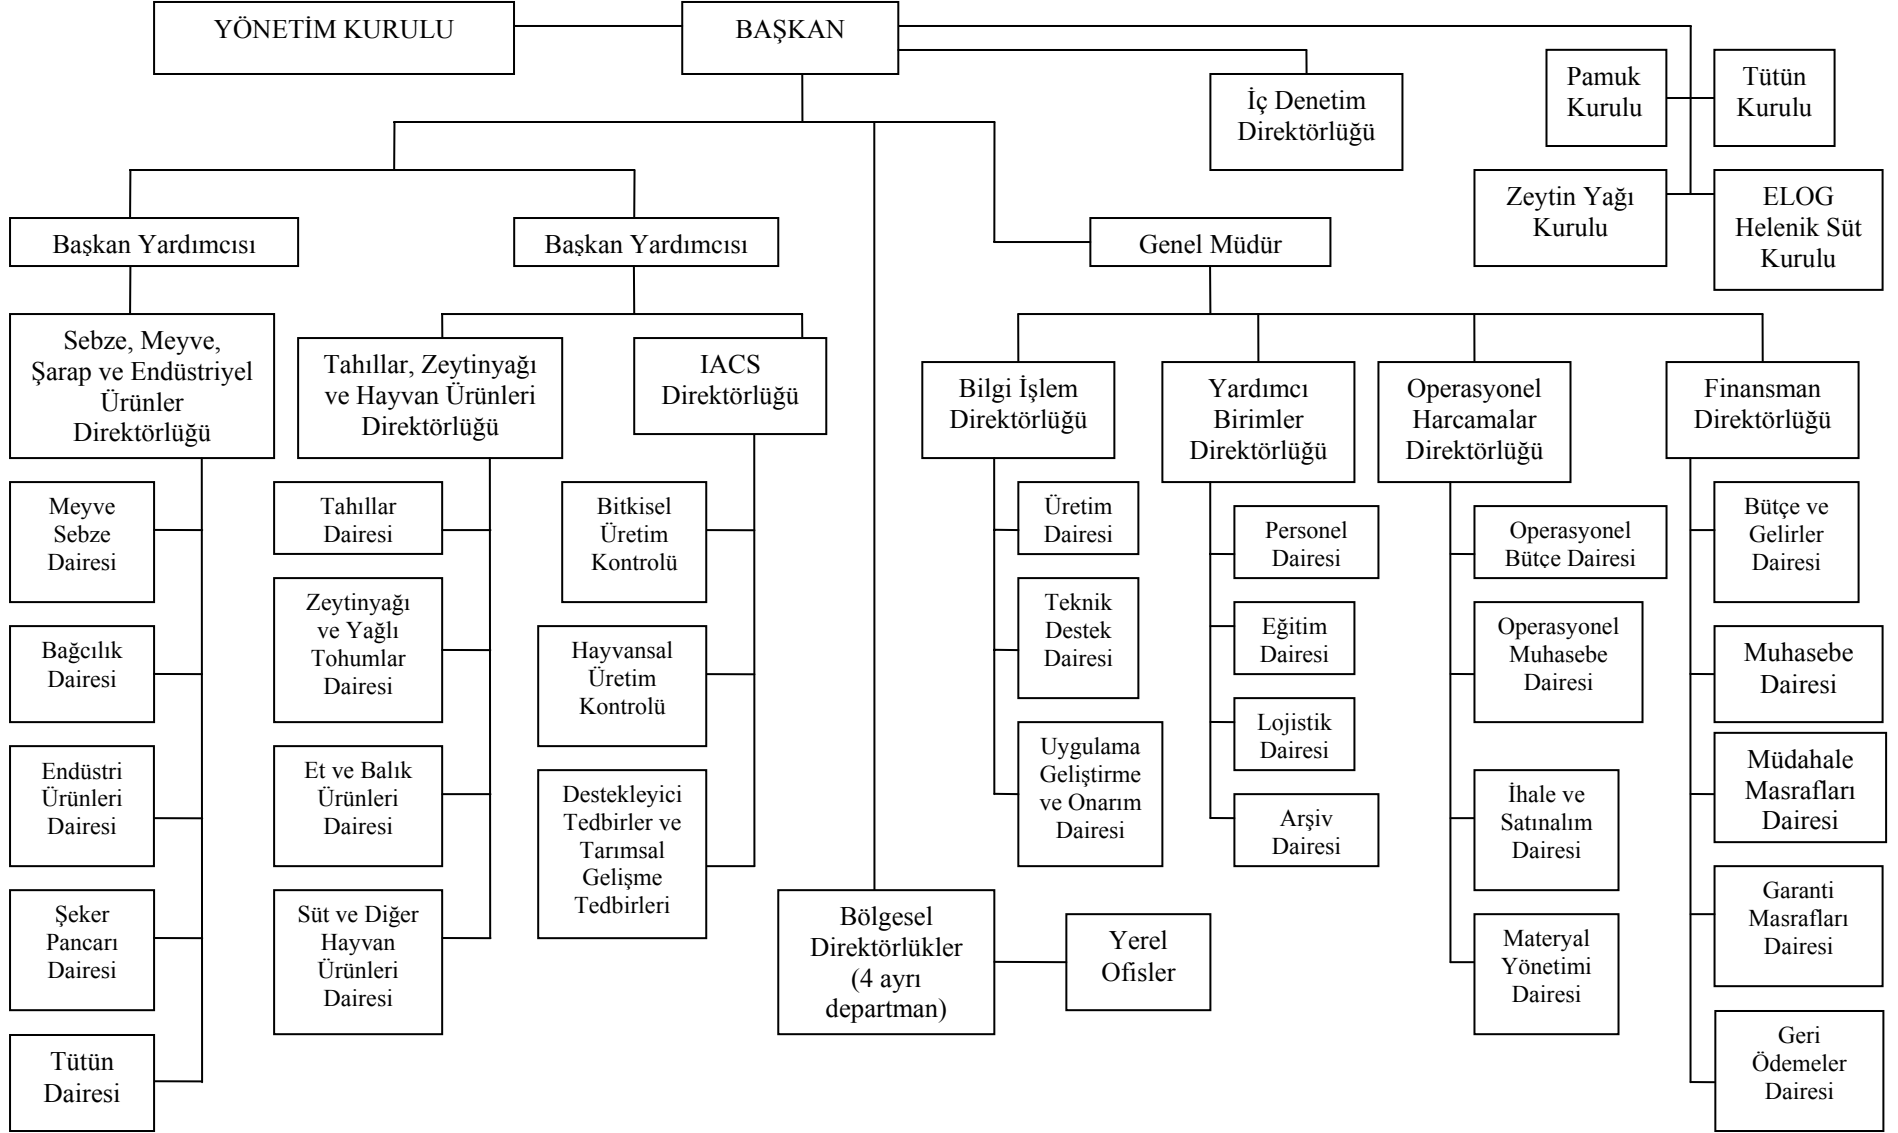 YÖNETİM KURULU
BAŞKAN
İç Denetim
Direktörlüğü
Pamuk
Kurulu
Tütün
Kurulu
Zeytin Yağı
Kurulu
ELOG
Helenik Süt
Kurulu
Başkan Yardımcısı
Başkan Yardımcısı
Genel Müdür
Sebze, Meyve,
Şarap ve Endüstriyel
Ürünler
Direktörlüğü
Tahıllar, Zeytinyağı
ve Hayvan Ürünleri
Direktörlüğü
IACS
Direktörlüğü
Bilgi İşlem
Direktörlüğü
Yardımcı
Birimler
Direktörlüğü
Operasyonel
Harcamalar
Direktörlüğü
Finansman
Direktörlüğü
Meyve
Sebze
Dairesi
Bağcılık
Dairesi
Endüstri
Ürünleri
Dairesi
Şeker
Pancarı
Dairesi
Tütün
Dairesi
Tahıllar
Dairesi
Zeytinyağı
ve Yağlı
Tohumlar
Dairesi
Et ve Balık
Ürünleri
Dairesi
Süt ve Diğer
Hayvan
Ürünleri
Dairesi
Bitkisel
Üretim
Kontrolü
Hayvansal
Üretim
Kontrolü
Destekleyici
Tedbirler ve
Tarımsal
Gelişme
Tedbirleri
Bölgesel
Direktörlükler
(4 ayrı
departman)
Yerel
Ofisler
Üretim
Dairesi
Teknik
Destek
Dairesi
Uygulama
Geliştirme
ve Onarım
Dairesi
Personel
Dairesi
Eğitim
Dairesi
Lojistik
Dairesi
Arşiv
Dairesi
Operasyonel
Bütçe Dairesi
Operasyonel
Muhasebe
Dairesi
İhale ve
Satınalım
Dairesi
Materyal
Yönetimi
Dairesi
Bütçe ve
Gelirler
Dairesi
Muhasebe
Dairesi
Müdahale
Masrafları
Dairesi
Garanti
Masrafları
Dairesi
Geri
Ödemeler
Dairesi